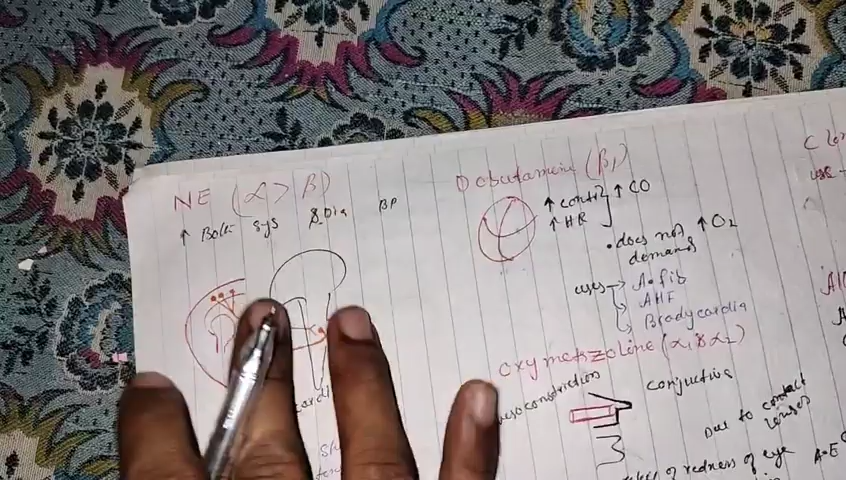 NE (α > β)
↑ Both sys & Dia BP
Dobutamine (β₁)
↑ contr ↑ CO
↑ HR
• does not ↑ O₂
demand
uses → A-fib
AHF
Bradycardia
Oxymetazoline (α₁ & α₂)
vasoconstriction
conjuctiva
Due to contact
lenses
of redness of eye
A=E